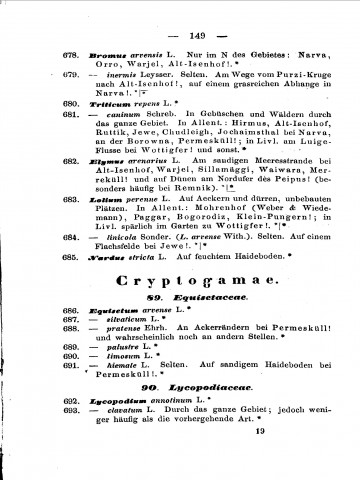 — 149 —
678. Bromus arvensis L. Nur im N des Gebietes: Narva,
Orro, Warjel, Alt-Isenhof!. *
679. — inermis Leysser. Selten. Am Wege vom Purzi-Kruge
nach Alt-Isenhof!, auf einem grasreichen Abhange in
Narva!. *|*
680. Triticum repens L. *
681. — caninum Schreb. In Gebüschen und Wäldern durch
das ganze Gebiet. In Allent.: Hirmus, Alt-Isenhof,
Ruttik, Jewe, Chudleigh, Jochaimsthal bei Narva,
an der Borowna, Permesküll!; in Livl. am Luige-
Flusse bei Wottigfer! und sonst. *
682. Elymus arenarius L. Am sandigen Meeresstrande bei
Alt-Isenhof, Warjel, Sillamäggi, Waiwarn, Mer-
reküll! und auf Dünen am Nordufer des Peipus! (be-
sonders häufig bei Remnik). *|*
683. Lolium perenne L. Auf Aeckern und dürren, unbebauten
Plätzen. In Allent.: Mohrenhof (Weber & Wiede-
mann), Paggar, Bogorodiz, Klein-Pungern!; in
Livl. spärlich im Garten zu Wottigfer!. *
684. — linicola Sonder. (L. arvense With.). Selten. Auf einem
Flachsfelde bei Jewe!. *|*
685. Nardus stricta L. Auf feuchtem Haideboden. *
Cryptogamae.
89. Equisetaceae.
686. Equisetum arvense L. *
687. — silvaticum L. *
688. — pratense Ehrh. An Ackerrändern bei Permesküll!
und wahrscheinlich noch an andern Stellen. *
689. — palustre L. *
690. — limosum L. *
691. — hiemale L. Selten. Auf sandigem Haideboden bei
Permesküll!. *
90. Lycopodiaceae.
692. Lycopodium annotinum L. *
693. — clavatum L. Durch das ganze Gebiet; jedoch weni-
ger häufig als die vorhergehende Art. *
19